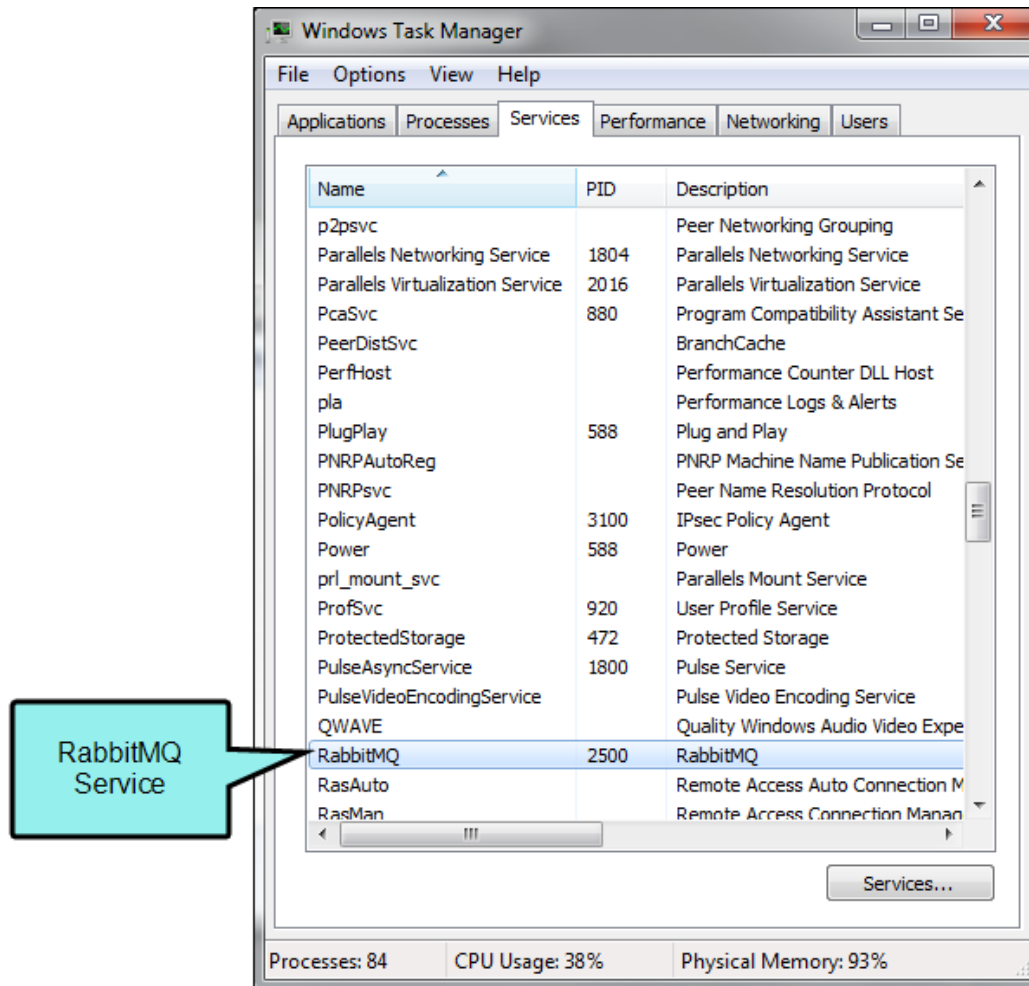 Windows Task Manager
File Options View Help
Applications Processes Services Performance Networking Users
Name PID Description
p2psvc Peer Networking Grouping
Parallels Networking Service 1804 Parallels Networking Service
Parallels Virtualization Service 2016 Parallels Virtualization Service
PcaSvc 880 Program Compatibility Assistant Se
PeerDistSvc BranchCache
PerfHost Performance Counter DLL Host
pla Performance Logs & Alerts
PlugPlay 588 Plug and Play
PNRPAutoReg PNRP Machine Name Publication Se
PNRPsvc Peer Name Resolution Protocol
PolicyAgent 3100 IPsec Policy Agent
Power 588 Power
prl_mount_svc Parallels Mount Service
ProfSvc 920 User Profile Service
ProtectedStorage 472 Protected Storage
PulseAsyncService 1800 Pulse Service
PulseVideoEncodingService Pulse Video Encoding Service
QWAVE Quality Windows Audio Video Expe
RabbitMQ 2500 RabbitMQ
RasAuto Remote Access Auto Connection M
RasMan Remote Access Connection Manag
RabbitMQ
Service
Services...
Processes: 84 CPU Usage: 38% Physical Memory: 93%